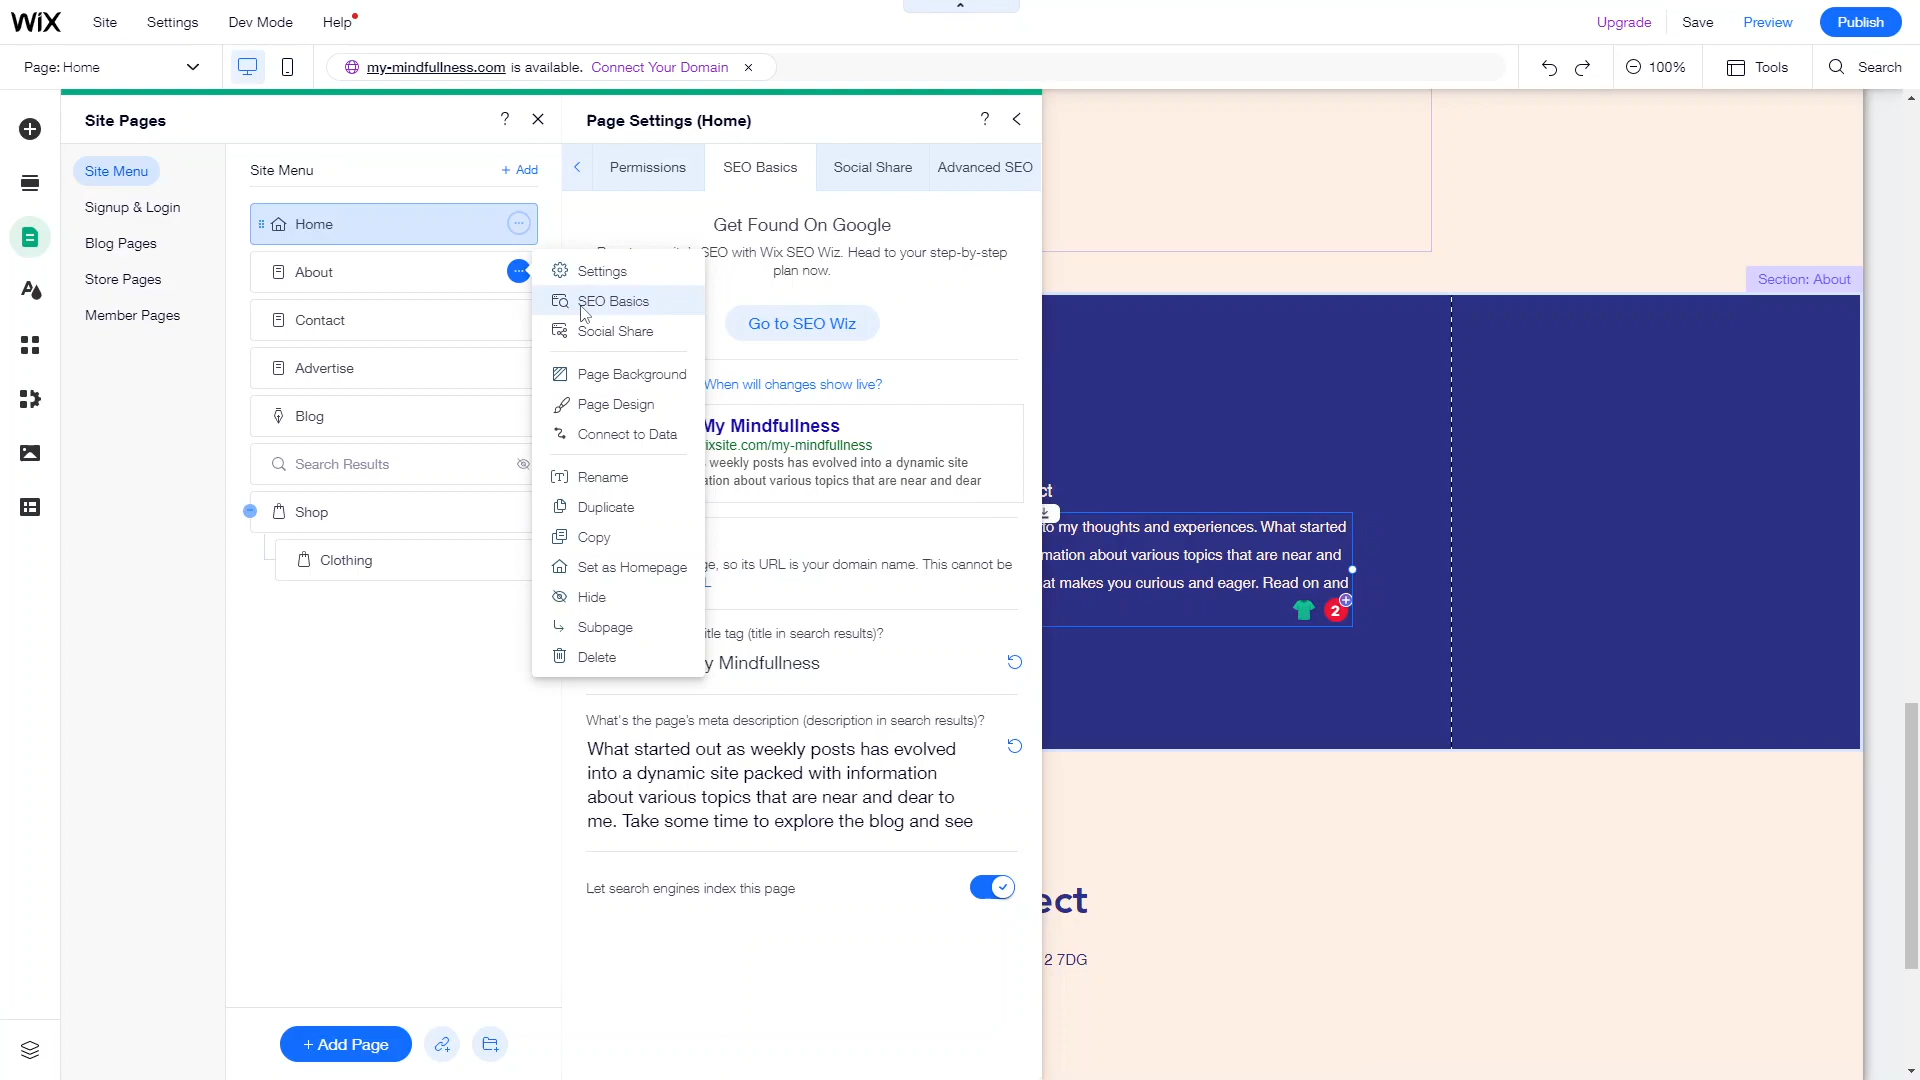 WiX
Site
Settings
Dev Mode
Help
Upgrade
Save
Preview
Publish
Page: Home
my-mindfullness.com is available. Connect Your Domain
100%
Tools
Search
Site Pages
?
Site Menu
Signup & Login
Blog Pages
Store Pages
Member Pages
Site Menu
+ Add
Home
About
Contact
Advertise
Blog
Search Results
Shop
Clothing
+ Add Page
Settings
SEO Basics
Social Share
Page Background
Page Design
Connect to Data
Rename
Duplicate
Copy
Set as Homepage
Hide
Subpage
Delete
Page Settings (Home)
?
Permissions
SEO Basics
Social Share
Advanced SEO
Get Found On Google
SEO with Wix SEO Wiz. Head to your step-by-step
plan now.
Go to SEO Wiz
When will changes show live?
My Mindfullness
ixsite.com/my-mindfullness
weekly posts has evolved into a dynamic site
ation about various topics that are near and dear
ge, so its URL is your domain name. This cannot be
L
itle tag (title in search results)?
y Mindfullness
What's the page's meta description (description in search results)?
What started out as weekly posts has evolved
into a dynamic site packed with information
about various topics that are near and dear to
me. Take some time to explore the blog and see
Let search engines index this page
Section: About
ct
to my thoughts and experiences. What started
mation about various topics that are near and
at makes you curious and eager. Read on and
2
ect
2 7DG